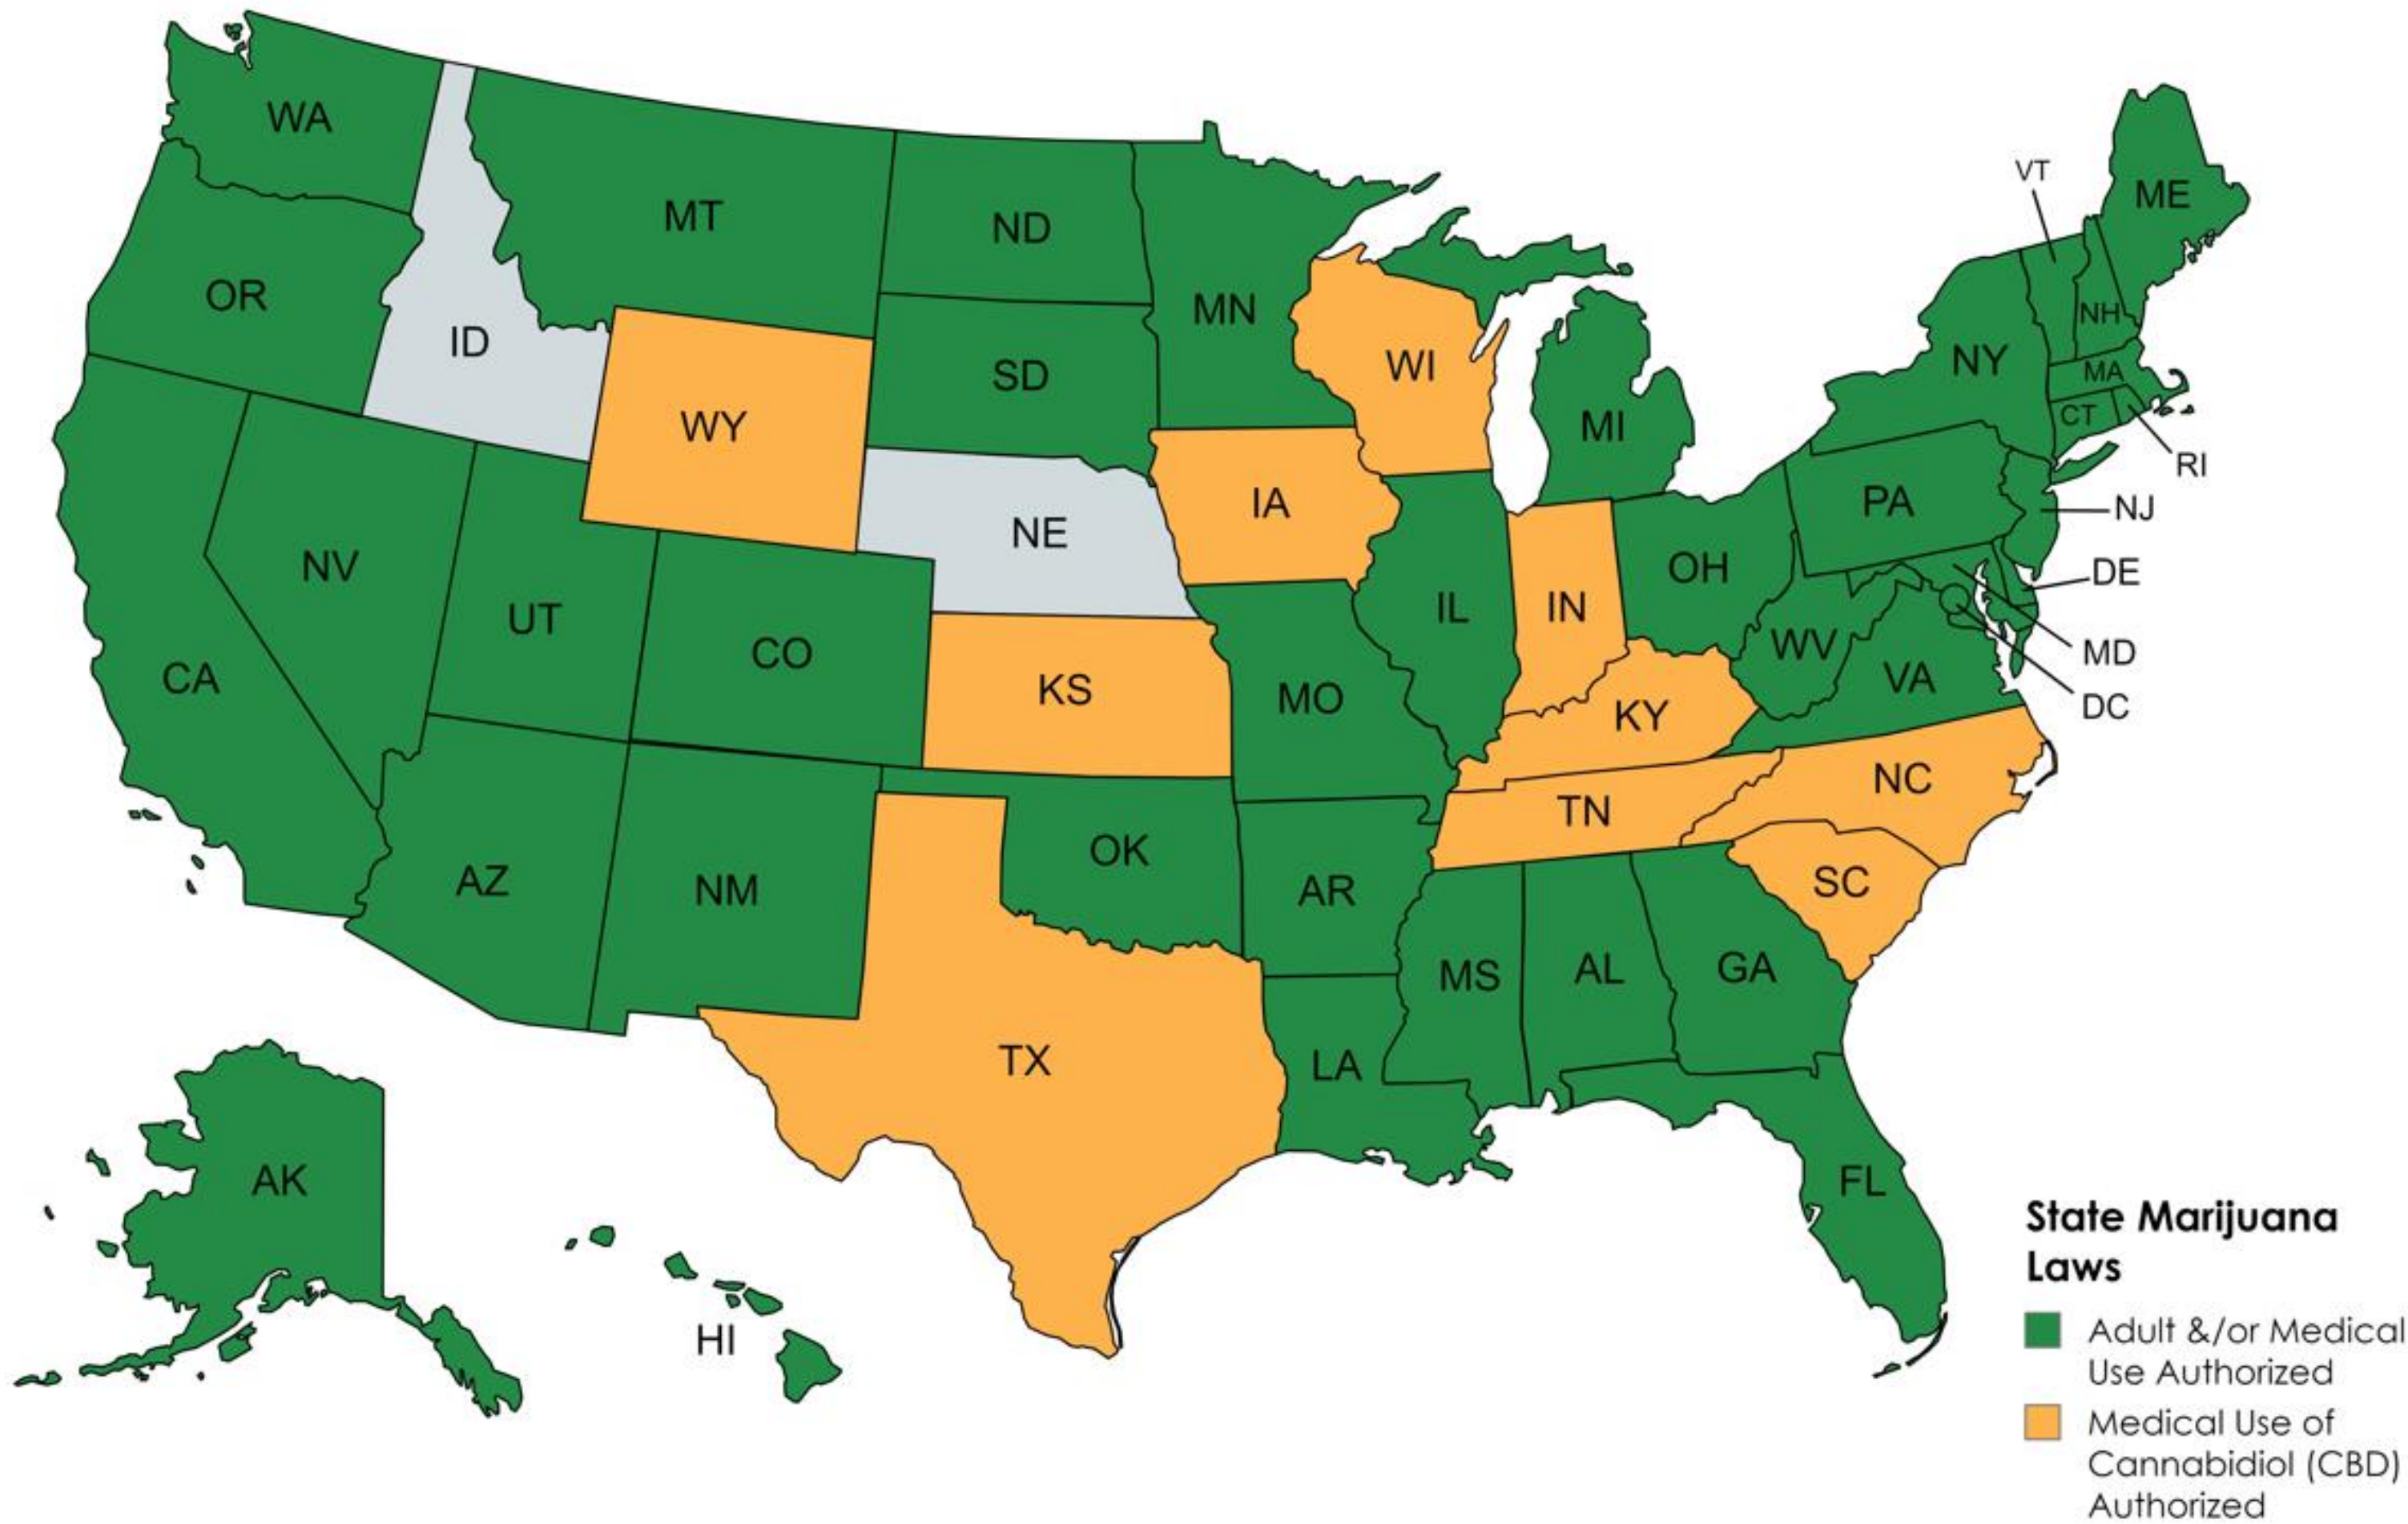 WA
MT
ND
MN
VT
ME
OR
ID
SD
WI
NH
NY
MA
WY
MI
CT
RI
IA
PA
NJ
NE
NV
OH
DE
UT
IL
IN
CO
WV
MD
CA
KS
MO
VA
KY
DC
NC
TN
OK
AZ
NM
AR
SC
MS
AL
GA
TX
LA
AK
FL
HI
State Marijuana
Laws
Adult &/or Medical
Use Authorized
Medical Use of
Cannabidiol (CBD)
Authorized